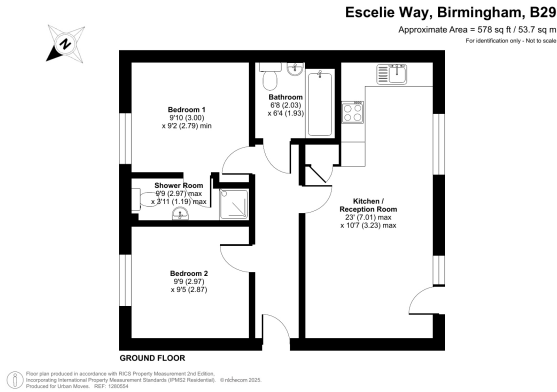 Escelie Way, Birmingham, B29
Approximate Area = 578 sq ft / 53.7 sq m
For identification only - Not to scale
N
Bedroom 1
9'10 (3.00)
x 9'2 (2.79) min
Bathroom
6'8 (2.03)
x 6'4 (1.93)
Shower Room
9'9 (2.97) max
x 3'11 (1.19) max
Kitchen /
Reception Room
23' (7.01) max
x 10'7 (3.23) max
Bedroom 2
9'9 (2.97)
x 9'5 (2.87)
GROUND FLOOR
Floor plan produced in accordance with RICS Property Measurement 2nd Edition,
Incorporating International Property Measurement Standards (IPMS2 Residential). © nichecom 2025.
Produced for Urban Moves. REF: 1260554